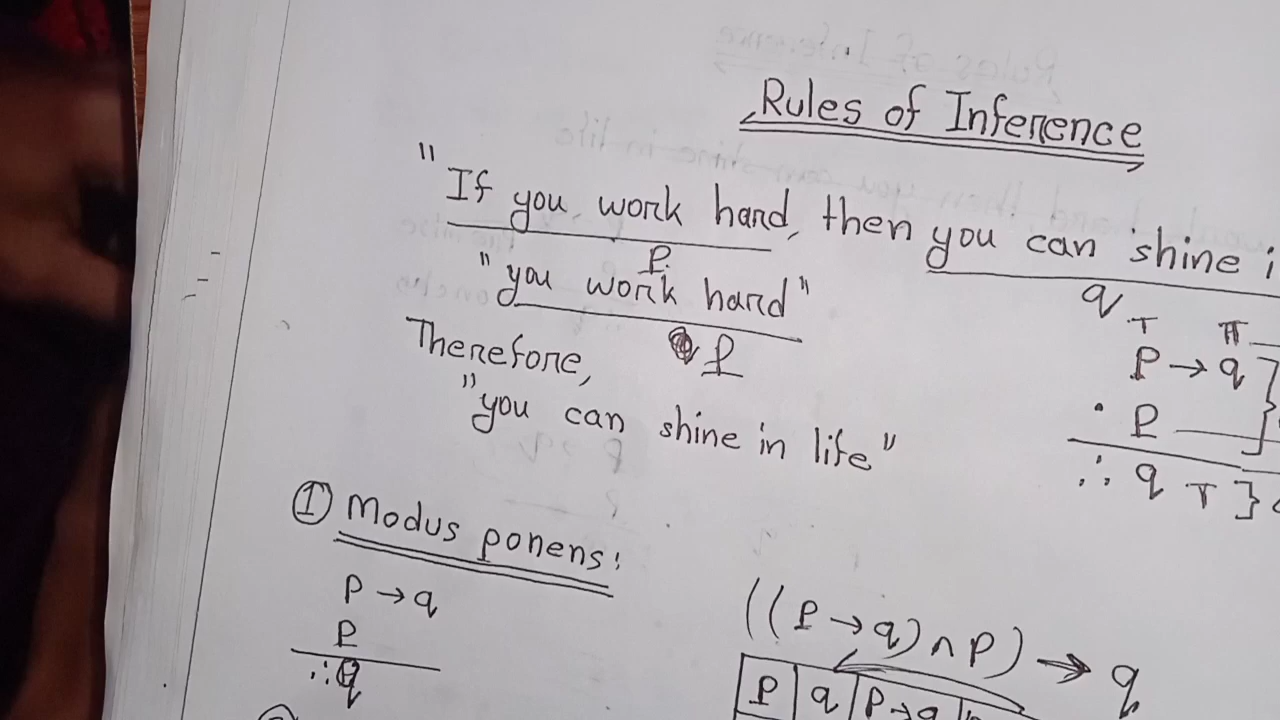 Rules of Inference
"If you work hard, then you can shine i
P
q
"you work hard"
P
Therefore,
"you can shine in life"
T
P → q
P
∴ q T
① Modus ponens:
P → q
P
∴ q
((P → q) ∧ P) → q
P q P→q